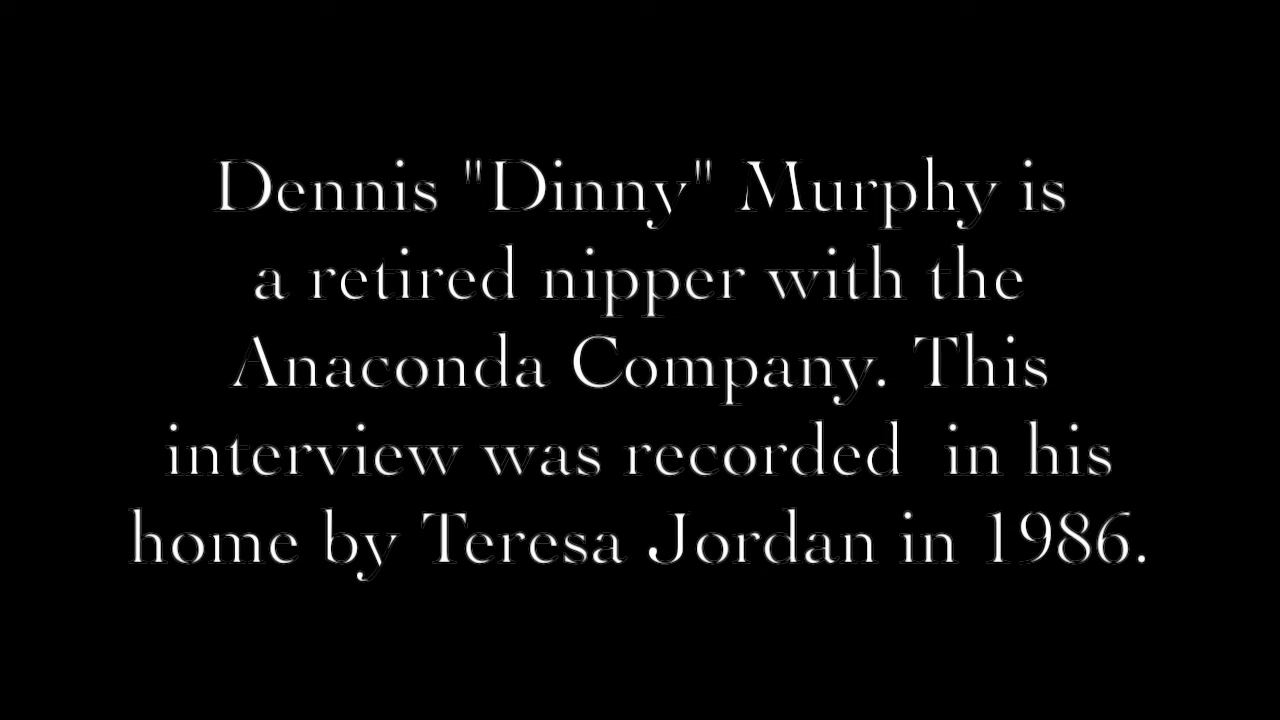 Dennis "Dinny" Murphy is
a retired nipper with the
Anaconda Company. This
interview was recorded  in his
home by Teresa Jordan in 1986.